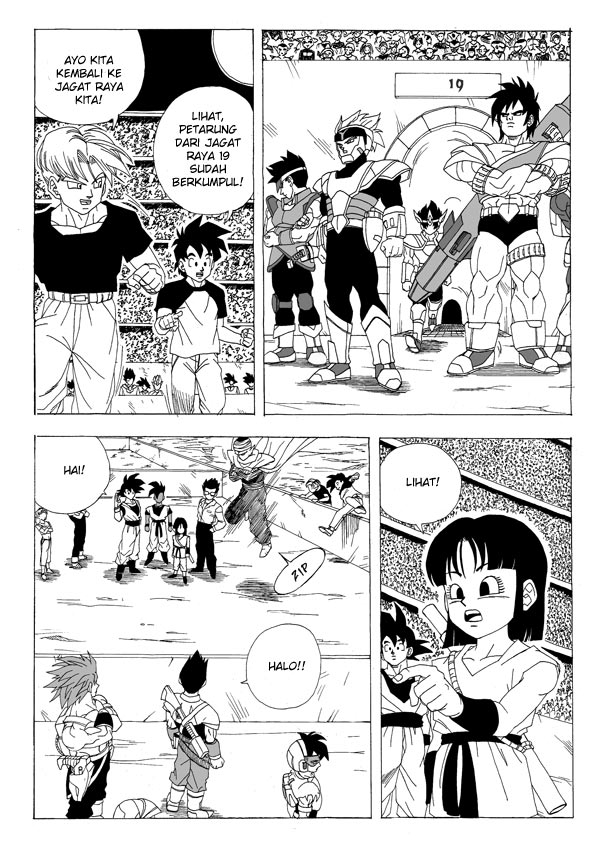 AYO KITA
KEMBALI KE
JAGAT RAYA
KITA!
LIHAT,
PETARUNG
DARI JAGAT
RAYA 19
SUDAH
BERKUMPUL!
19
HAI!
ZIP
HALO!!
LIHAT!